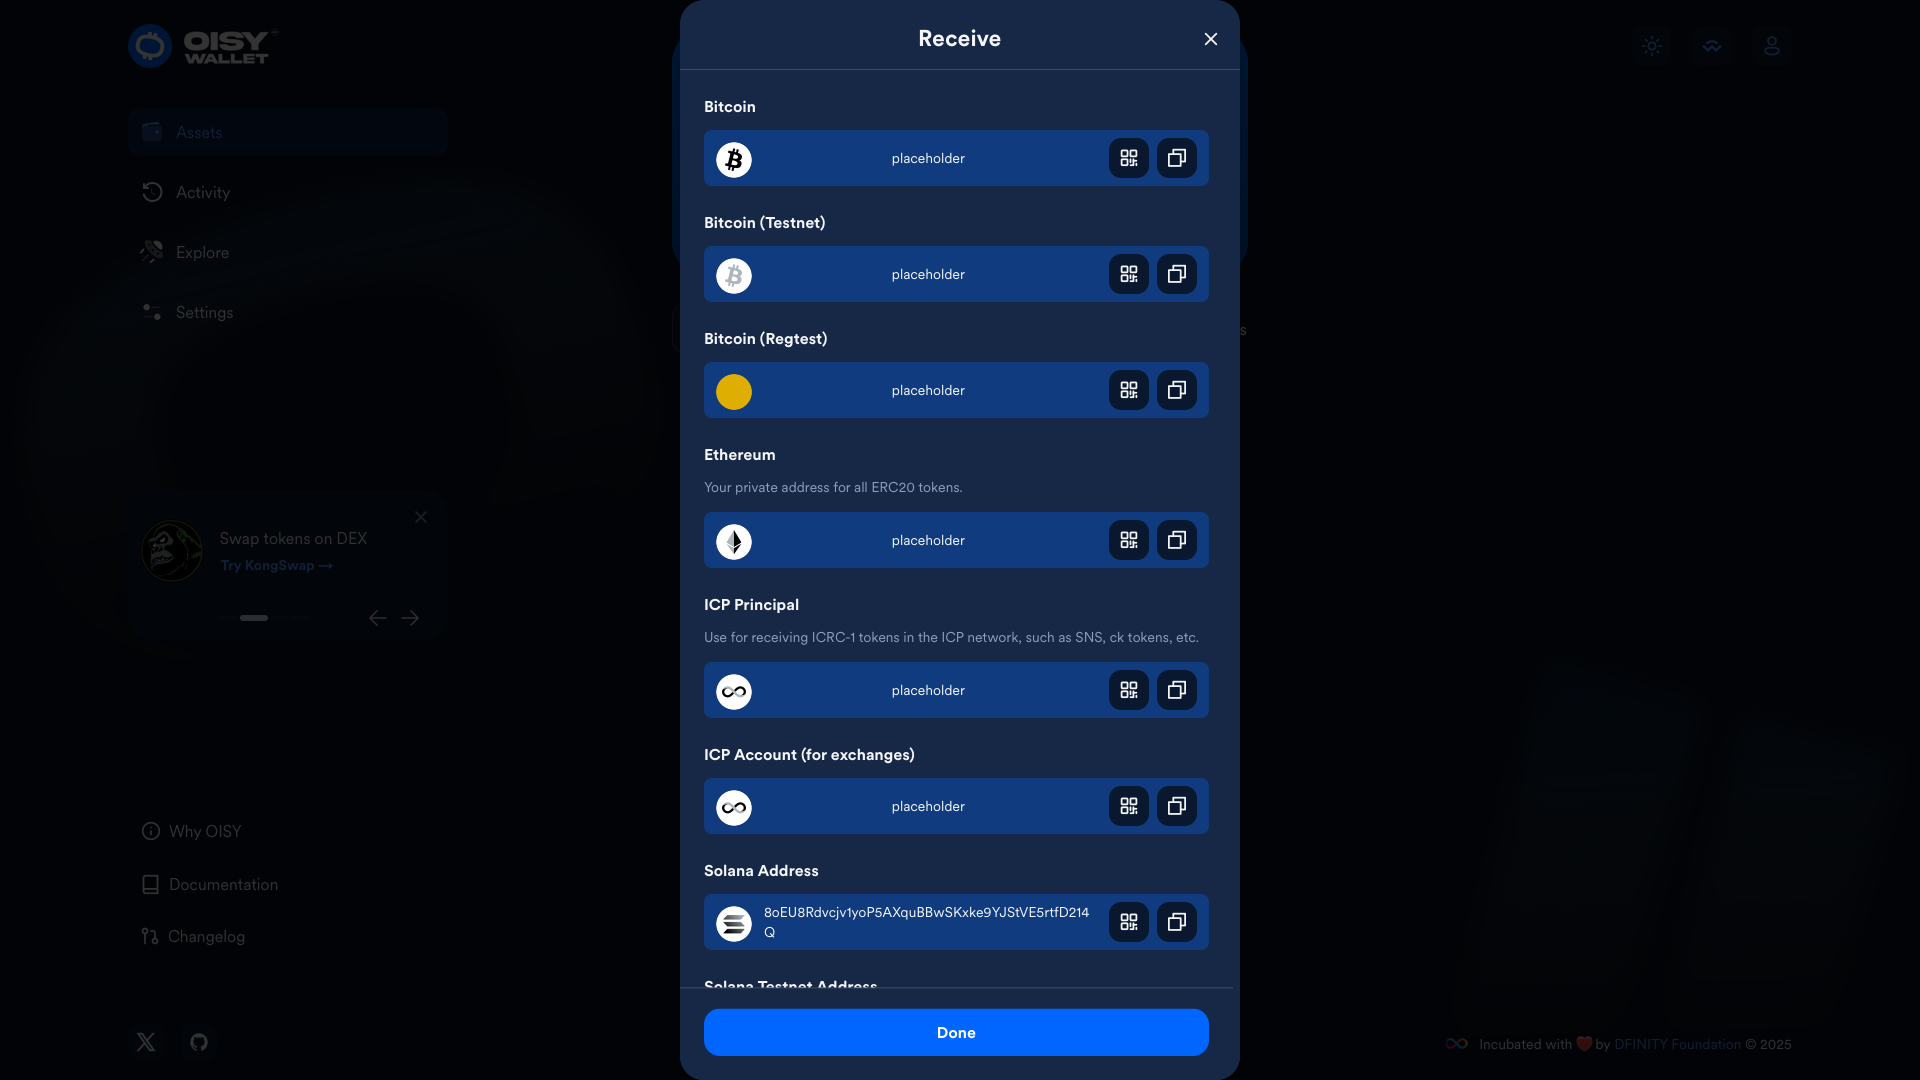 OISY
WALLET
Assets
Activity
Explore
Settings
Swap tokens on DEX
Try KongSwap →
Why OISY
Documentation
Changelog
Receive
Bitcoin
placeholder
Bitcoin (Testnet)
placeholder
Bitcoin (Regtest)
placeholder
Ethereum
Your private address for all ERC20 tokens.
placeholder
ICP Principal
Use for receiving ICRC-1 tokens in the ICP network, such as SNS, ck tokens, etc.
placeholder
ICP Account (for exchanges)
placeholder
Solana Address
8oEU8Rdvcjv1yoP5AXquBBwSKxke9YJStVE5rtfD214
Q
Solana Testnet Address
Done
Incubated with ❤️ by DFINITY Foundation © 2025